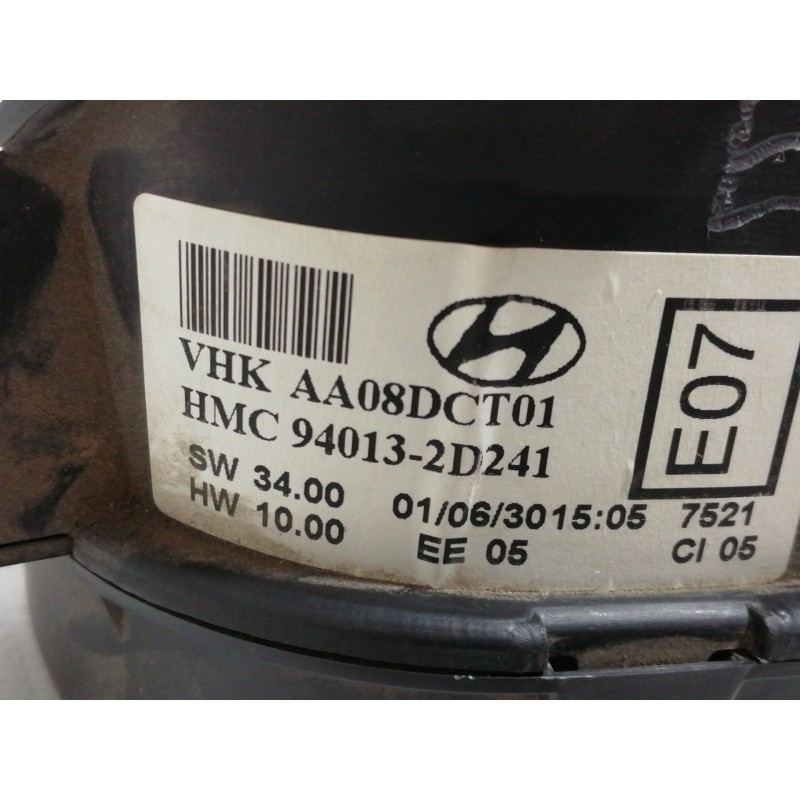 VHK AA08DCT01
HMC 94013-2D241
E07
SW 34.00 01/06/3015:05 7521
HW 10.00 EE 05 CI 05